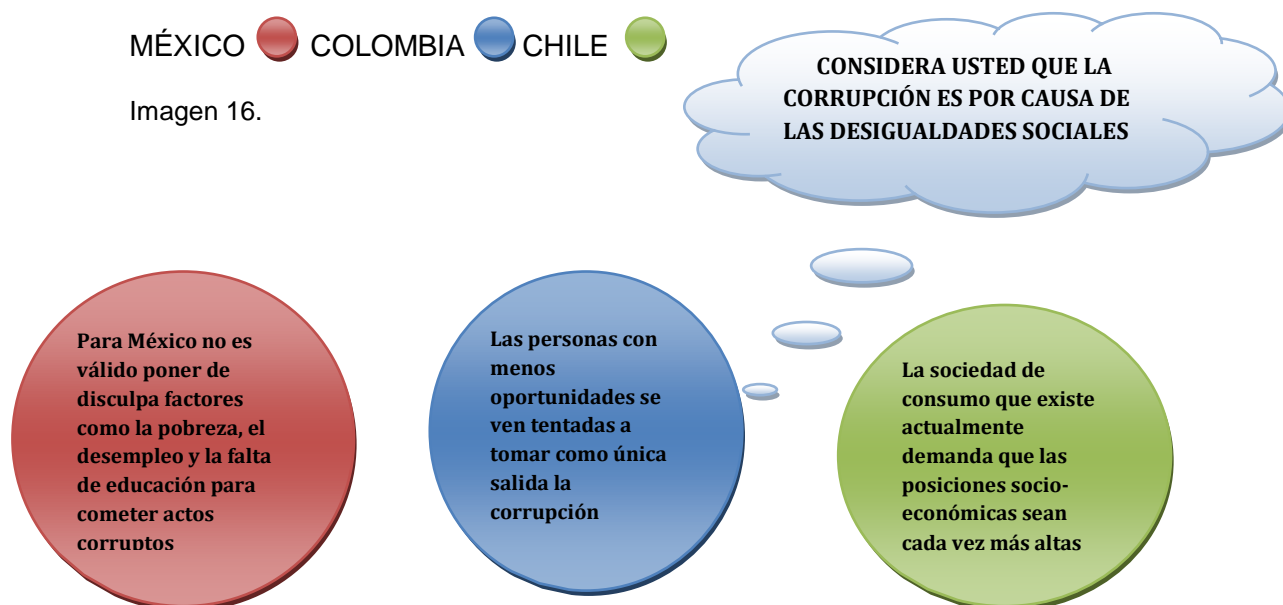 MÉXICO COLOMBIA CHILE
Imagen 16.
CONSIDERA USTED QUE LA
CORRUPCIÓN ES POR CAUSA DE
LAS DESIGUALDADES SOCIALES
Para México no es
válido poner de
disculpa factores
como la pobreza, el
desempleo y la falta
de educación para
cometer actos
corruptos
Las personas con
menos
oportunidades se
ven tentadas a
tomar como única
salida la
corrupción
La sociedad de
consumo que existe
actualmente
demanda que las
posiciones socio-
económicas sean
cada vez más altas